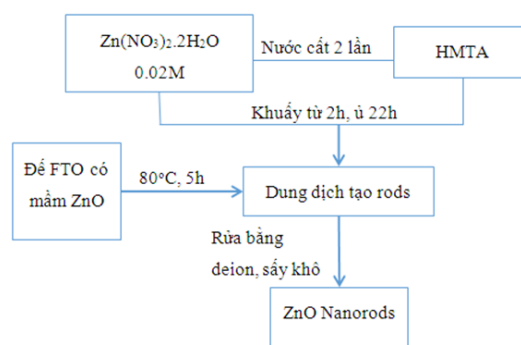 Zn(NO₃)₂.2H₂O
0.02M
Nước cất 2 lần
HMTA
Khuấy từ 2h, ủ 22h
Đế FTO có
mầm ZnO
80°C, 5h
Dung dịch tạo rods
Rửa bằng
deion, sấy khô
ZnO Nanorods